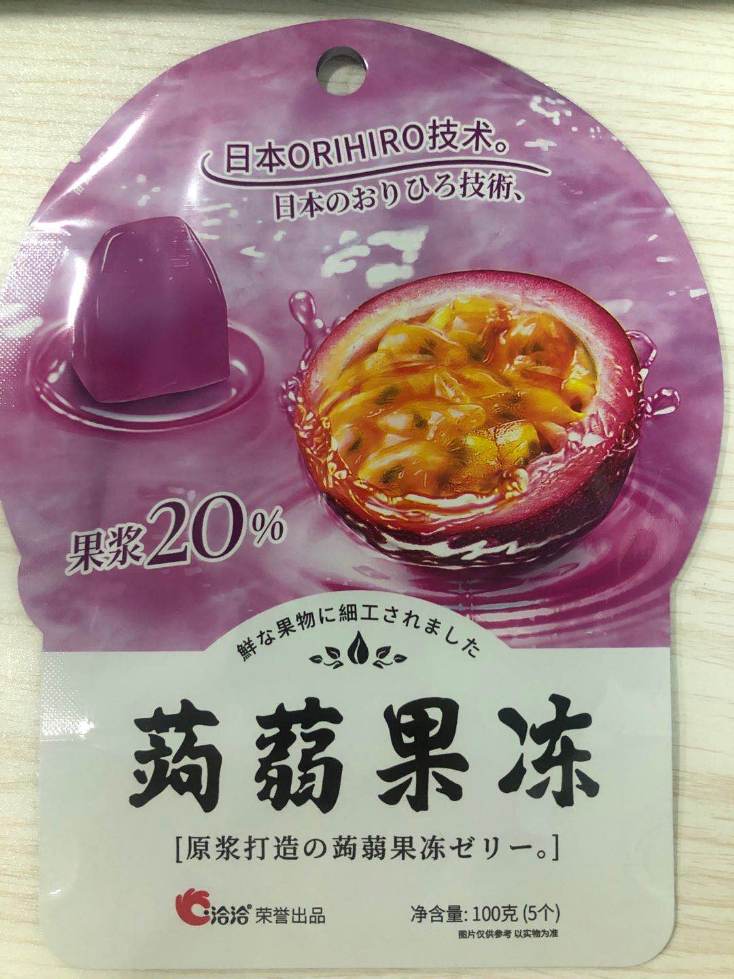 日本ORIHIRO技术。
日本のおりひろ技術、
果浆20%
鮮な果物に細工されました
蒟蒻果冻
[原浆打造の蒟蒻果冻ゼリー。]
洽洽® 荣誉出品
净含量: 100克 (5个)
图片仅供参考 以实物为准